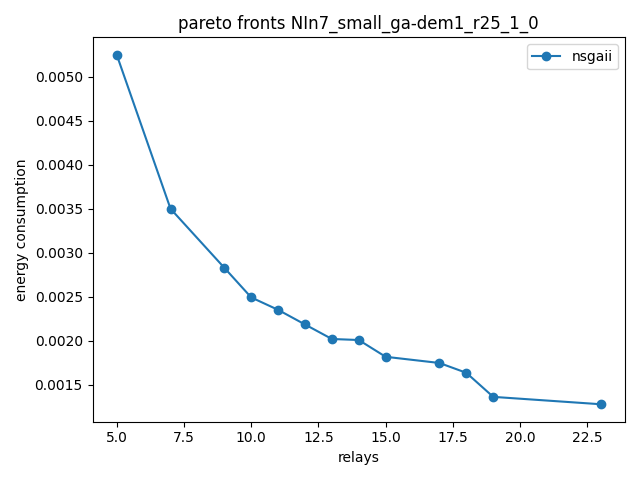 pareto fronts NIn7_small_ga-dem1_r25_1_0
nsgaii
energy consumption
0.0050
0.0045
0.0040
0.0035
0.0030
0.0025
0.0020
0.0015
5.0 7.5 10.0 12.5 15.0 17.5 20.0 22.5
relays